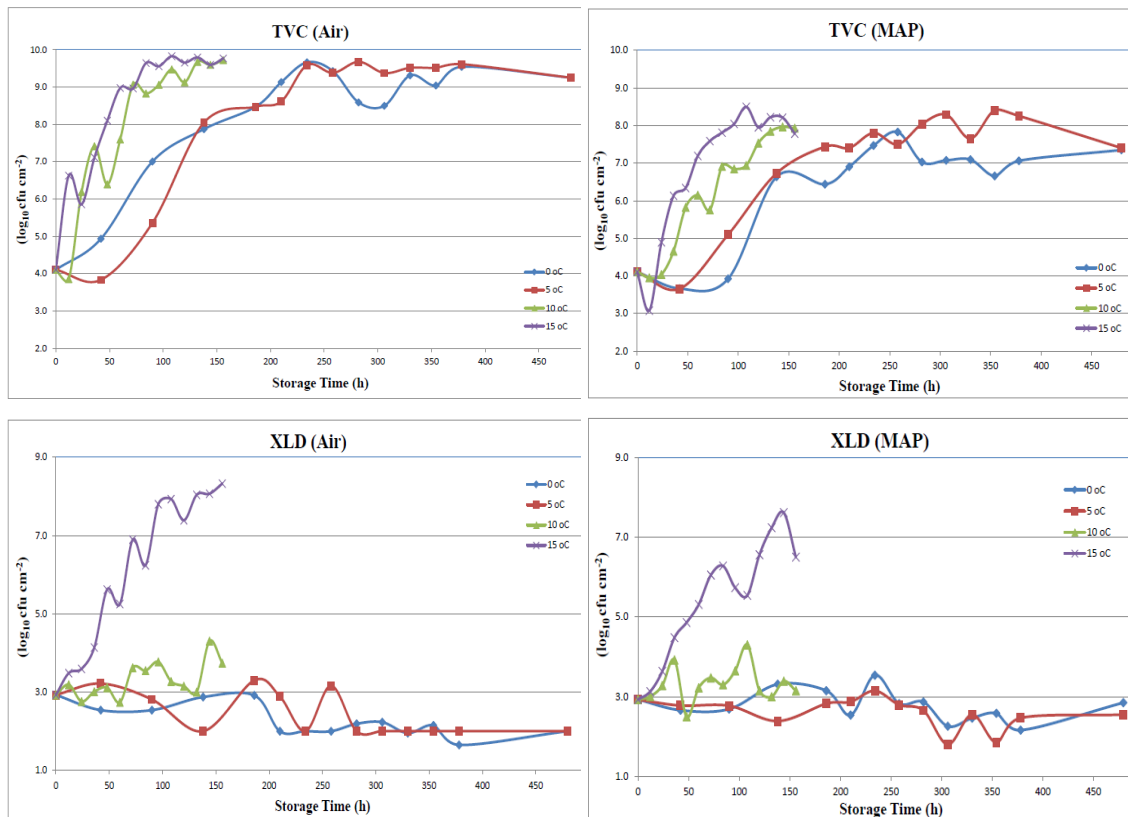 TVC (Air)
(log₁₀ cfu cm⁻²)
10.0
9.0
8.0
7.0
6.0
5.0
4.0
3.0
2.0
0 50 100 150 200 250 300 350 400 450
Storage Time (h)
0 oC
5 oC
10 oC
15 oC
TVC (MAP)
(log₁₀ cfu cm⁻²)
10.0
9.0
8.0
7.0
6.0
5.0
4.0
3.0
2.0
0 50 100 150 200 250 300 350 400 450
Storage Time (h)
0 oC
5 oC
10 oC
15 oC
XLD (Air)
(log₁₀ cfu cm⁻²)
9.0
7.0
5.0
3.0
1.0
0 50 100 150 200 250 300 350 400 450
Storage Time (h)
0 oC
5 oC
10 oC
15 oC
XLD (MAP)
(log₁₀ cfu cm⁻²)
9.0
7.0
5.0
3.0
1.0
0 50 100 150 200 250 300 350 400 450
Storage Time (h)
0 oC
5 oC
10 oC
15 oC